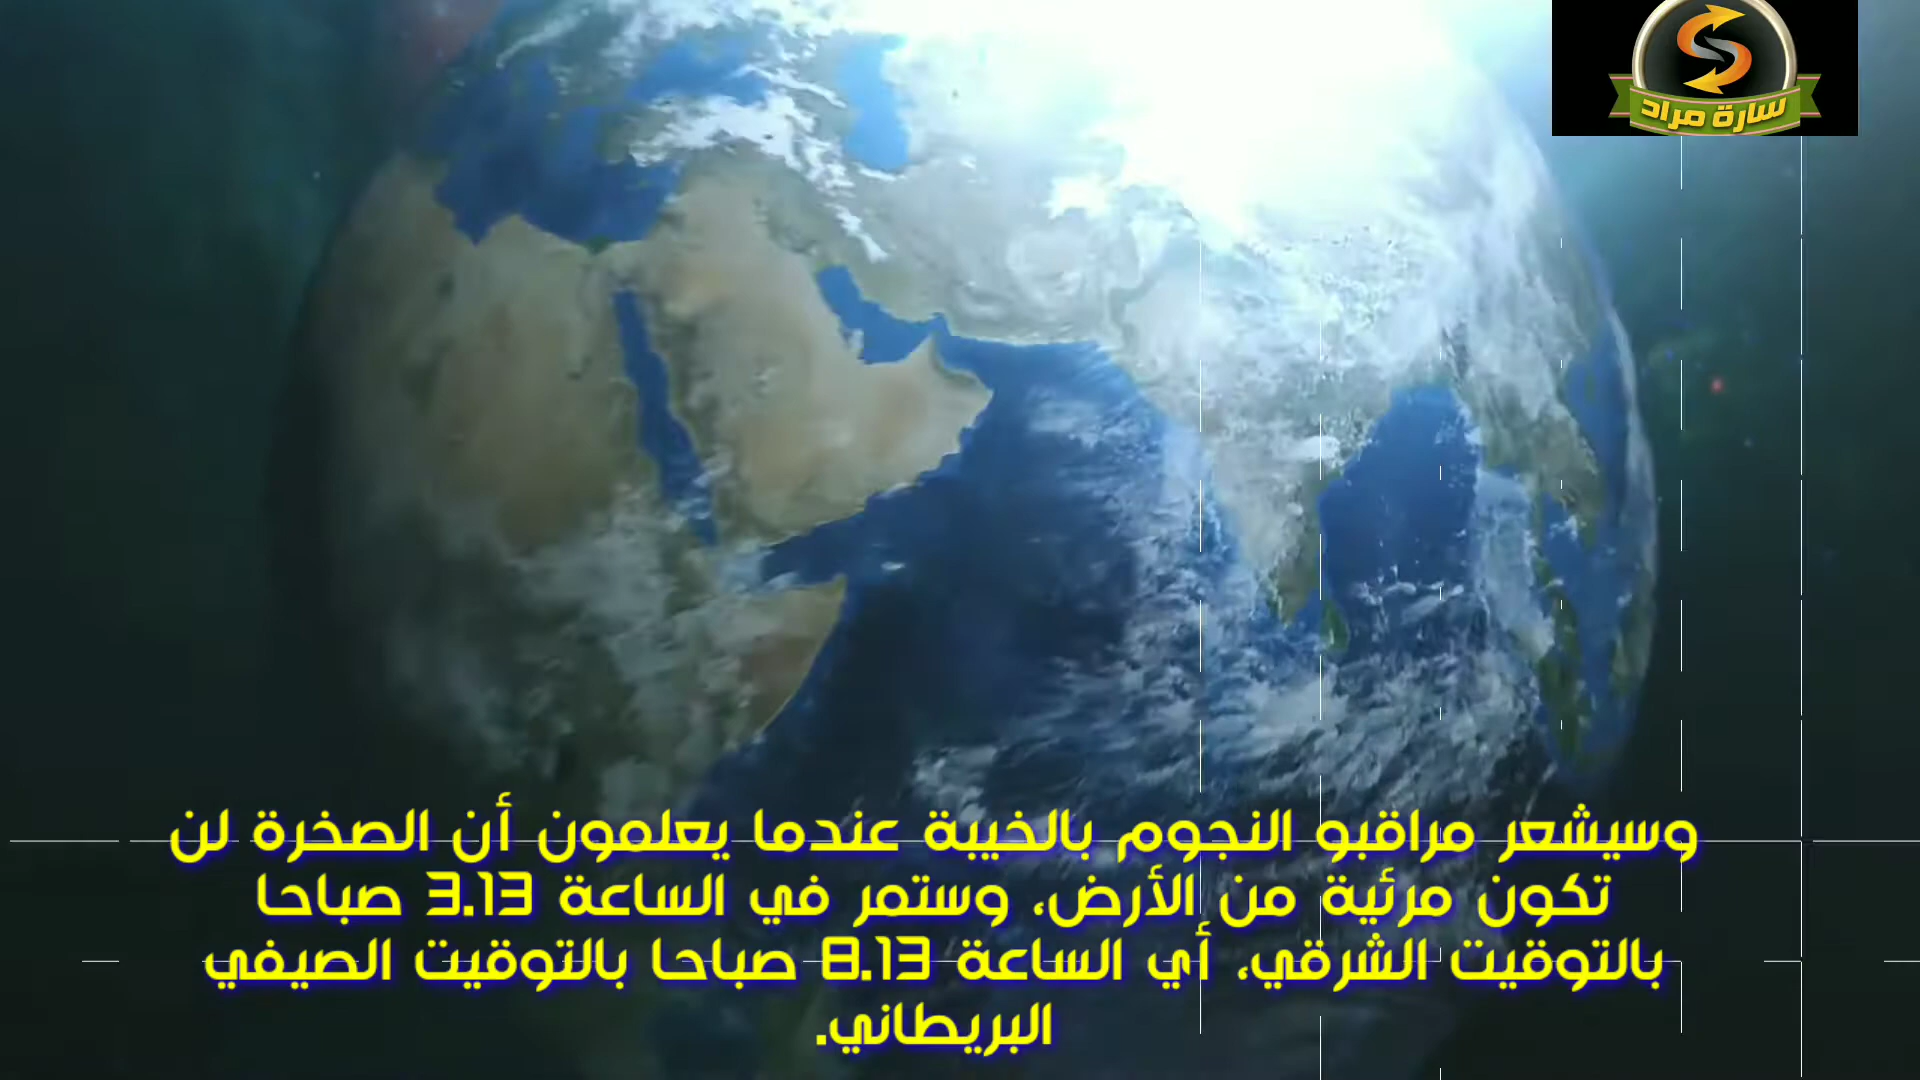 سارة مراد
وسيشعر مراقبو النجوم بالخيبة عندما يعلمون أن الصخرة لن
تكون مرئية من الأرض، وستمر في الساعة 3.13 صباحا
بالتوقيت الشرقي، أي الساعة 8.13 صباحا بالتوقيت الصيفي
البريطاني.